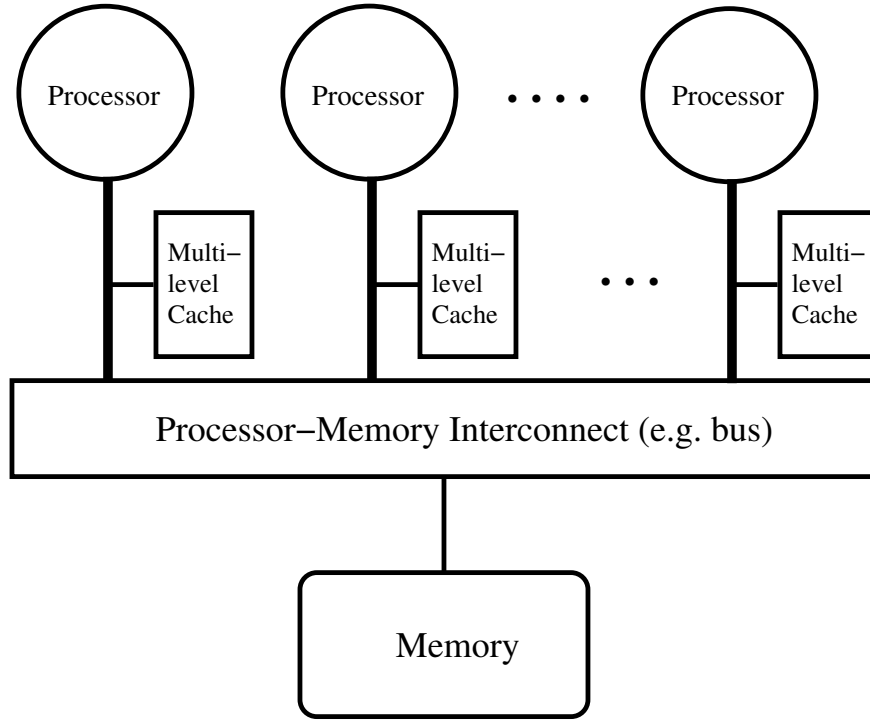 Processor
Processor
Processor
Multi−
level
Cache
Multi−
level
Cache
Multi−
level
Cache
Processor−Memory Interconnect (e.g. bus)
Memory